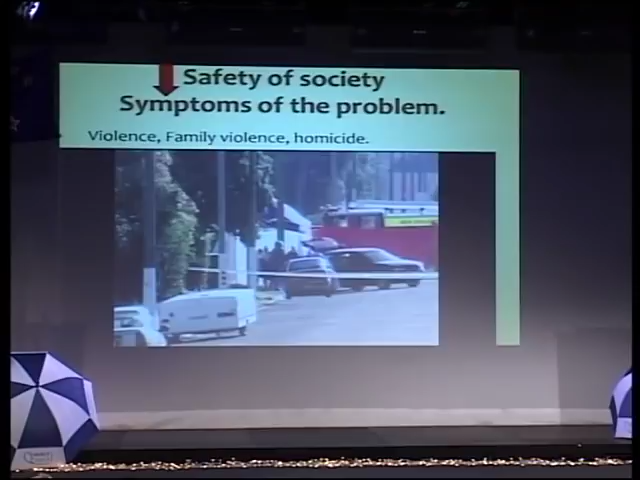 Safety of society
Symptoms of the problem.
Violence, Family violence, homicide.